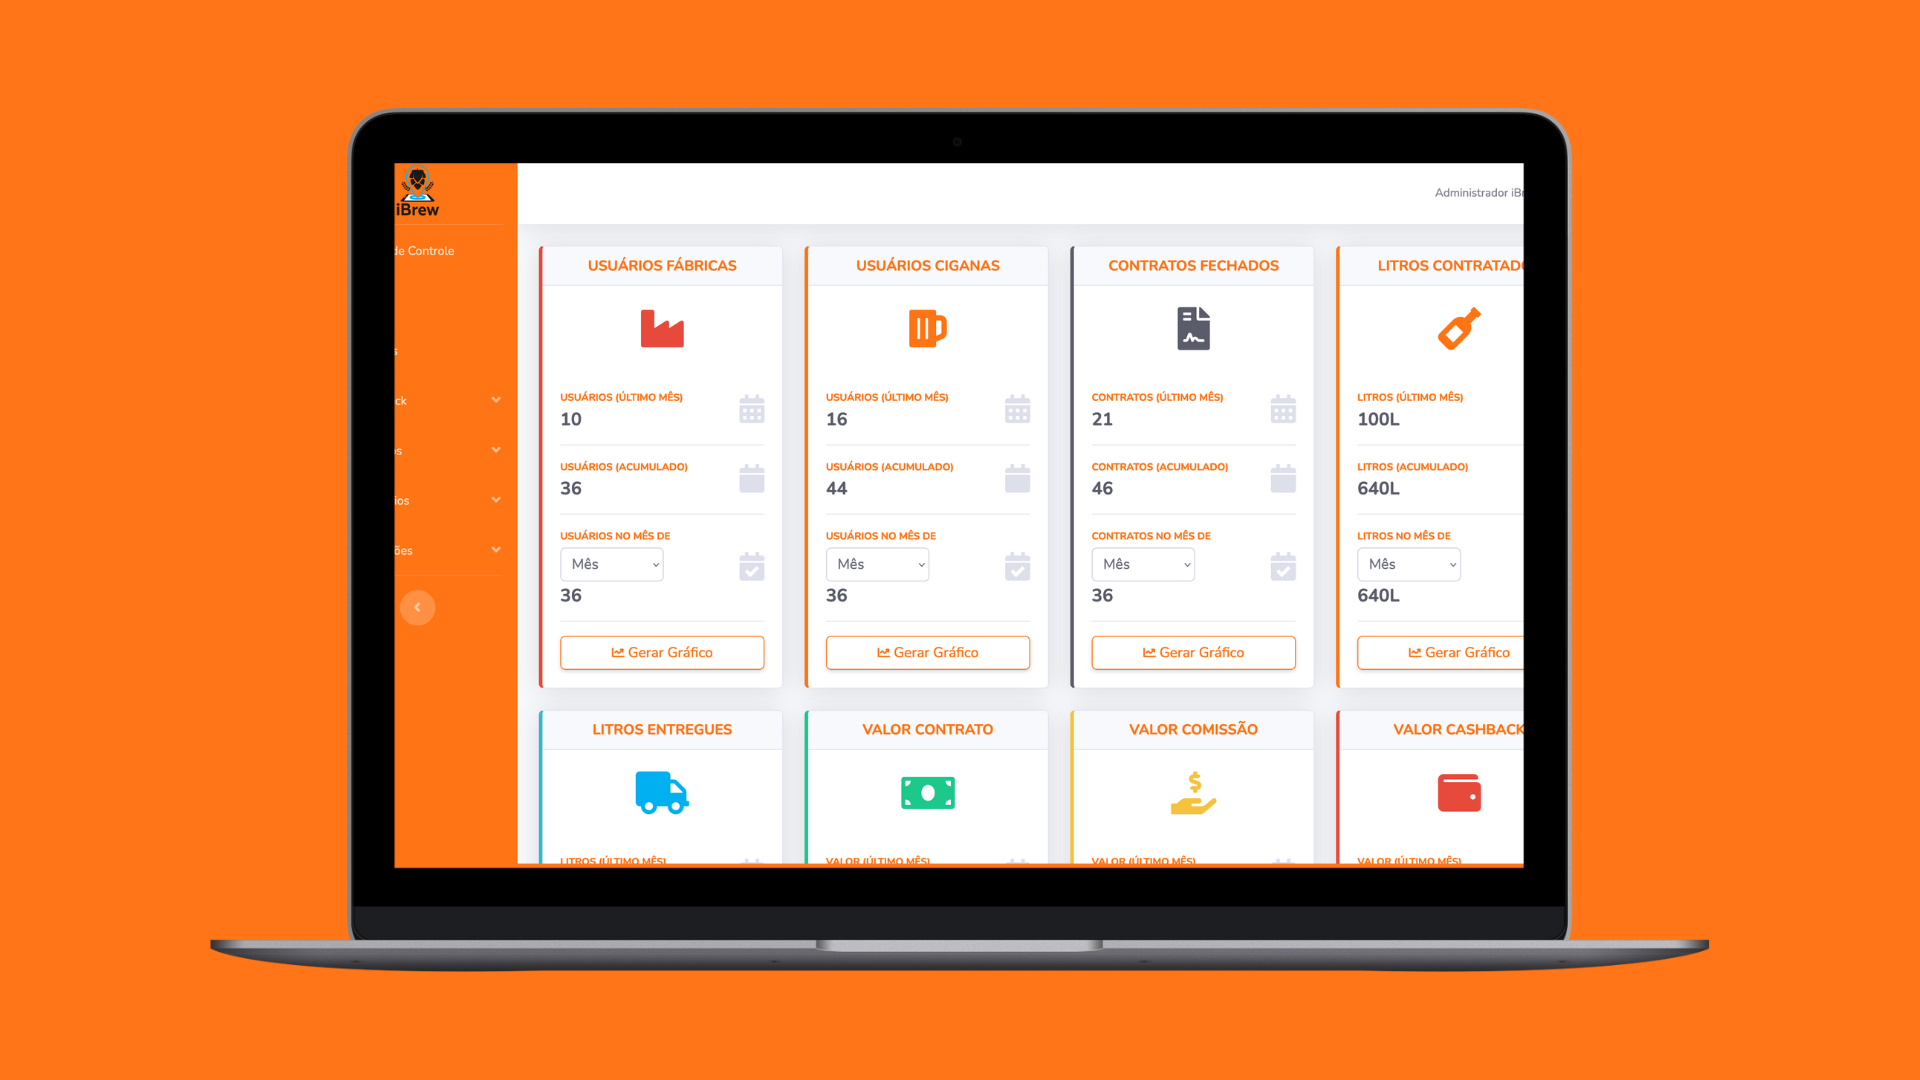 iBrew
Administrador iBr
de Controle
s
ck
os
ios
ões
USUÁRIOS FÁBRICAS
USUÁRIOS (ÚLTIMO MÊS)
10
USUÁRIOS (ACUMULADO)
36
USUÁRIOS NO MÊS DE
Mês
36
Gerar Gráfico
USUÁRIOS CIGANAS
USUÁRIOS (ÚLTIMO MÊS)
16
USUÁRIOS (ACUMULADO)
44
USUÁRIOS NO MÊS DE
Mês
36
Gerar Gráfico
CONTRATOS FECHADOS
CONTRATOS (ÚLTIMO MÊS)
21
CONTRATOS (ACUMULADO)
46
CONTRATOS NO MÊS DE
Mês
36
Gerar Gráfico
LITROS CONTRATADO
LITROS (ÚLTIMO MÊS)
100L
LITROS (ACUMULADO)
640L
LITROS NO MÊS DE
Mês
640L
Gerar Gráfico
LITROS ENTREGUES
LITROS (ÚLTIMO MÊS)
VALOR CONTRATO
VALOR (ÚLTIMO MÊS)
VALOR COMISSÃO
VALOR (ÚLTIMO MÊS)
VALOR CASHBACK
VALOR (ÚLTIMO MÊS)